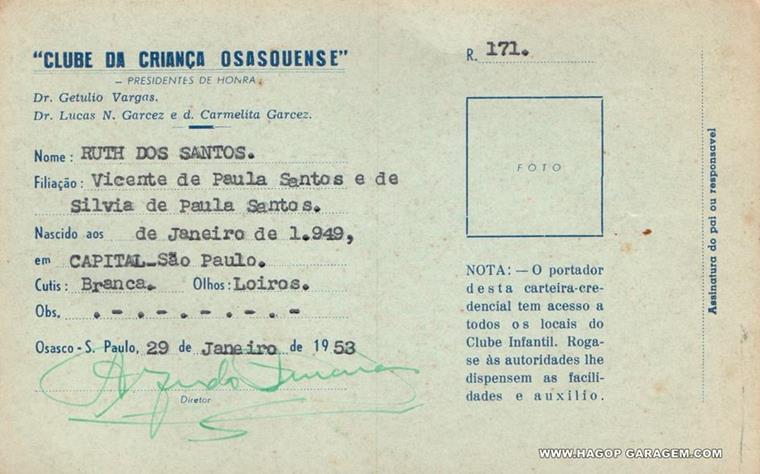 "CLUBE DA CRIANÇA OSASQUENSE"
— PRESIDENTES DE HONRA
Dr. Getulio Vargas.
Dr. Lucas N. Garcez e d. Carmelita Garcez.
Nome: RUTH DOS SANTOS.
Filiação: Vicente de Paula Santos e de
Silvia de Paula Santos.
Nascido aos de Janeiro de 1.949,
em CAPITAL-São Paulo.
Cutis: Branca. Olhos: Loiros.
Obs. . - . - . - . - . -
Osasco - S. Paulo, 29 de Janeiro de 1953
Diretor
R. 171.
FOTO
NOTA: — O portador
desta carteira-cre-
dencial tem acesso a
todos os locais do
Clube Infantil. Roga-
se às autoridades lhe
dispensem as facili-
dades e auxilio.
Assinatura do pai ou responsavel
WWW.HAGOP GARAGEM.COM